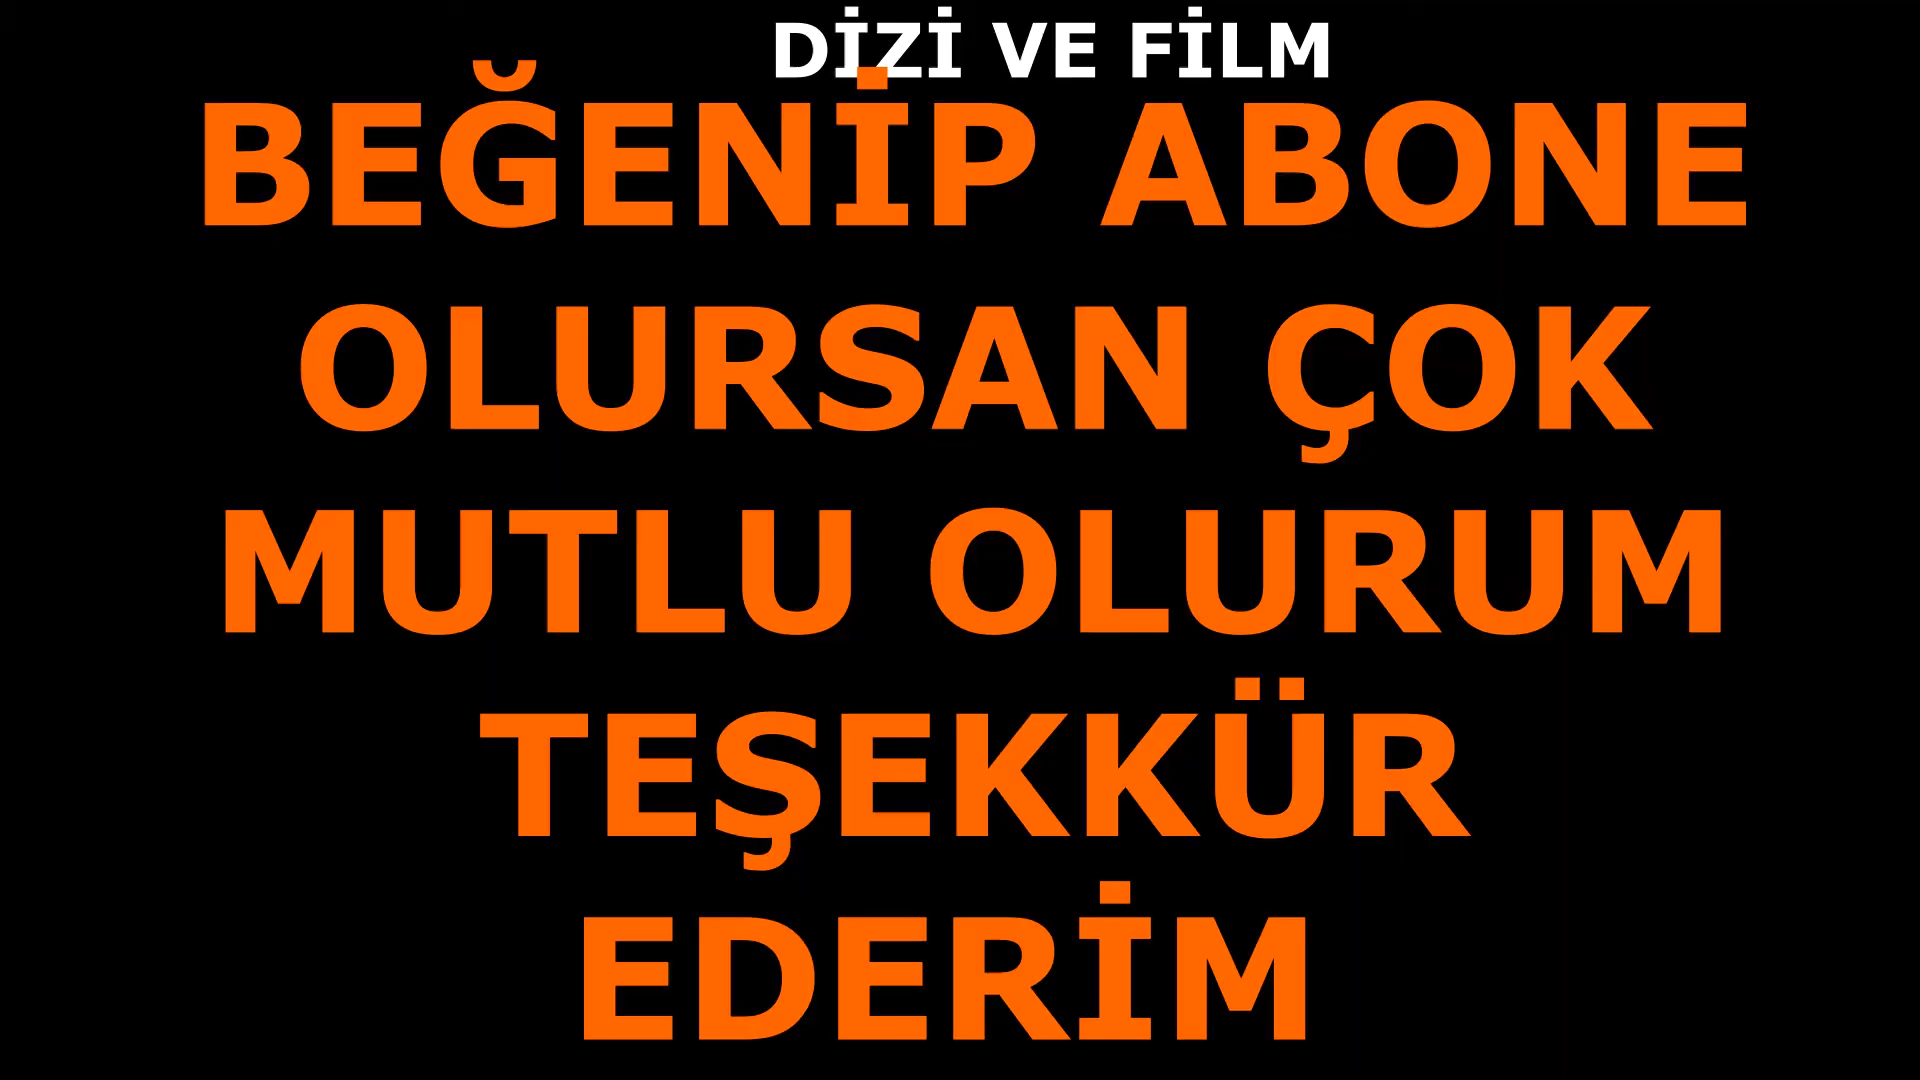 DİZİ VE FİLM
BEĞENİP ABONE
OLURSAN ÇOK
MUTLU OLURUM
TEŞEKKÜR
EDERİM